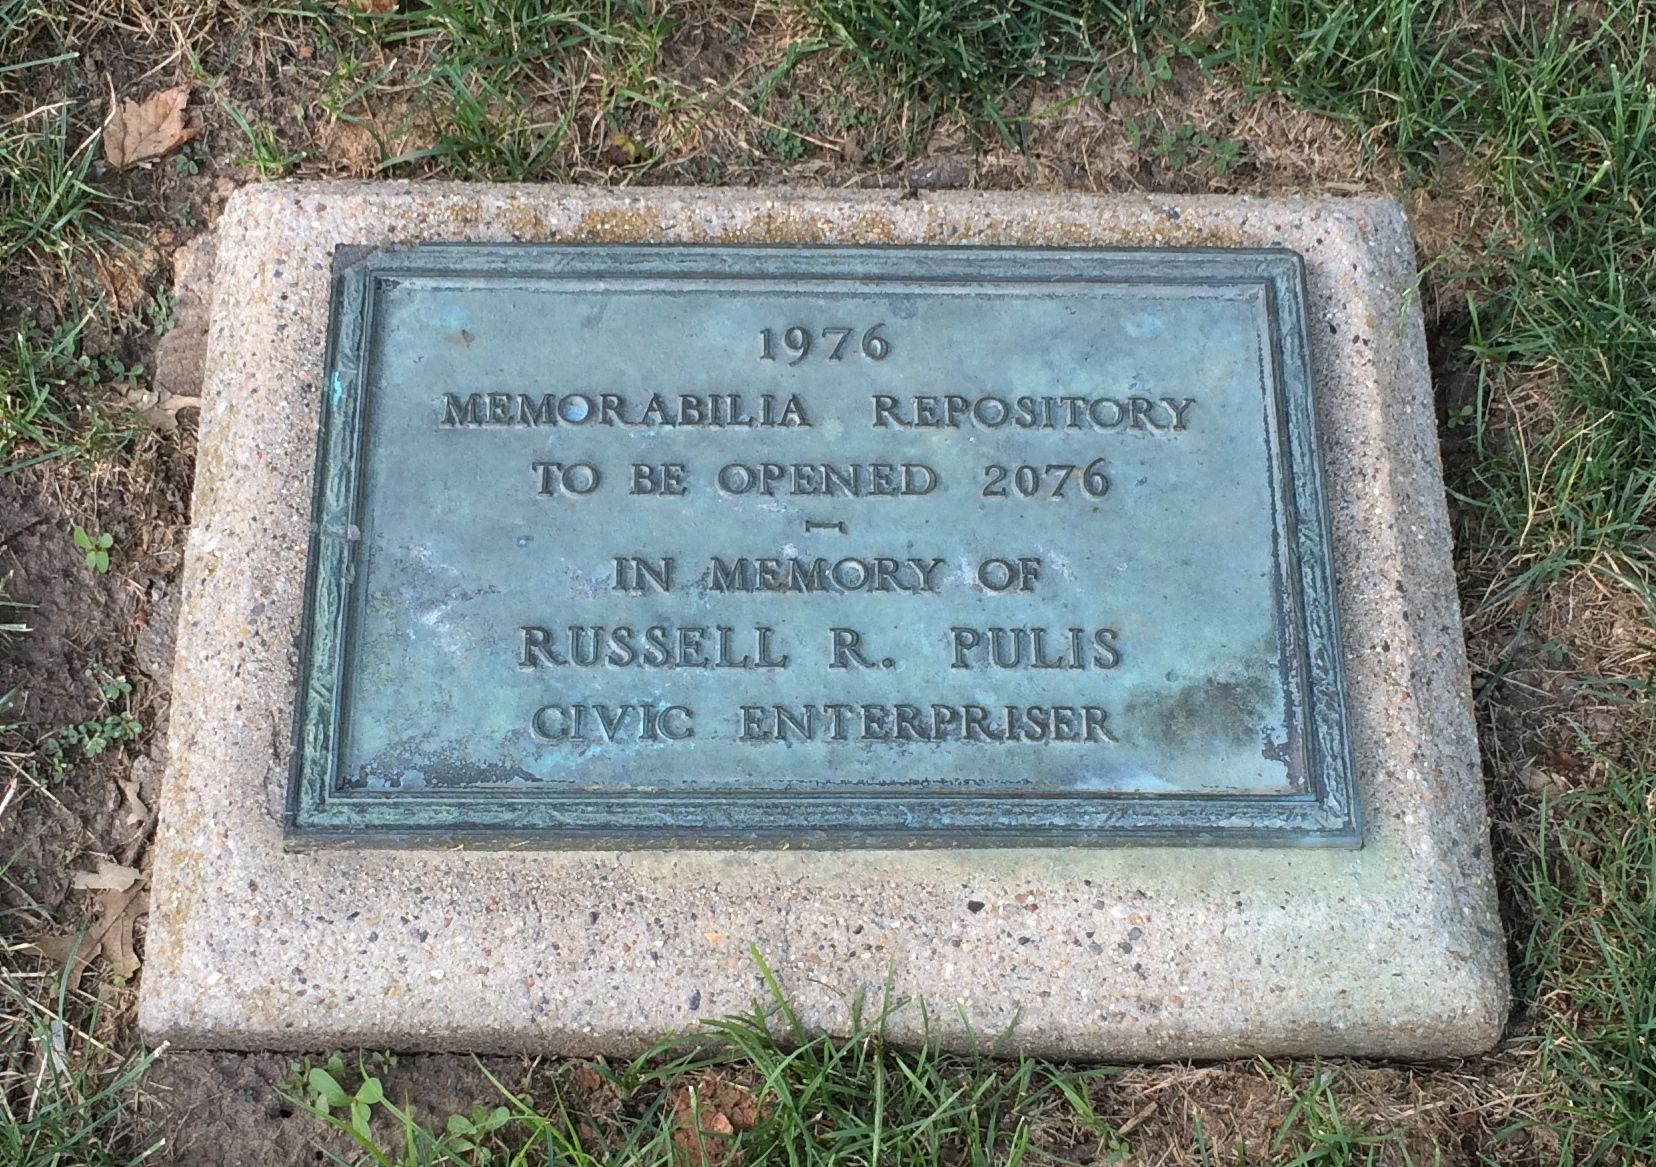 1976
MEMORABILIA REPOSITORY
TO BE OPENED 2076
IN MEMORY OF
RUSSELL R. PULIS
CIVIC ENTERPRISER